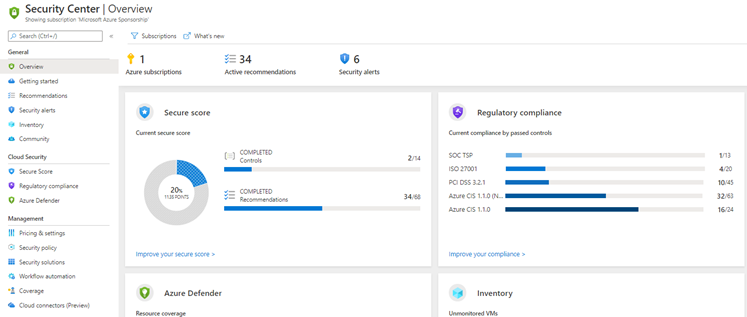 Security Center | Overview
Showing subscription 'Microsoft Azure Sponsorship'
Search (Ctrl+/)
«
Subscriptions
What's new
General
Overview
Getting started
Recommendations
Security alerts
Inventory
Community
Cloud Security
Secure Score
Regulatory compliance
Azure Defender
Management
Pricing & settings
Security policy
Security solutions
Workflow automation
Coverage
Cloud connectors (Preview)
1
Azure subscriptions
34
Active recommendations
6
Security alerts
Secure score
Current secure score
20%
COMPLETED
Controls
2/14
COMPLETED
Recommendations
34/68
Improve your secure score >
Regulatory compliance
Current compliance by passed controls
SOC TSP
1/13
ISO 27001
4/20
PCI DSS 3.2.1
10/45
Azure CIS 1.1.0 (N...
32/63
Azure CIS 1.1.0
16/24
Improve your compliance >
Azure Defender
Resource coverage
Inventory
Unmonitored VMs